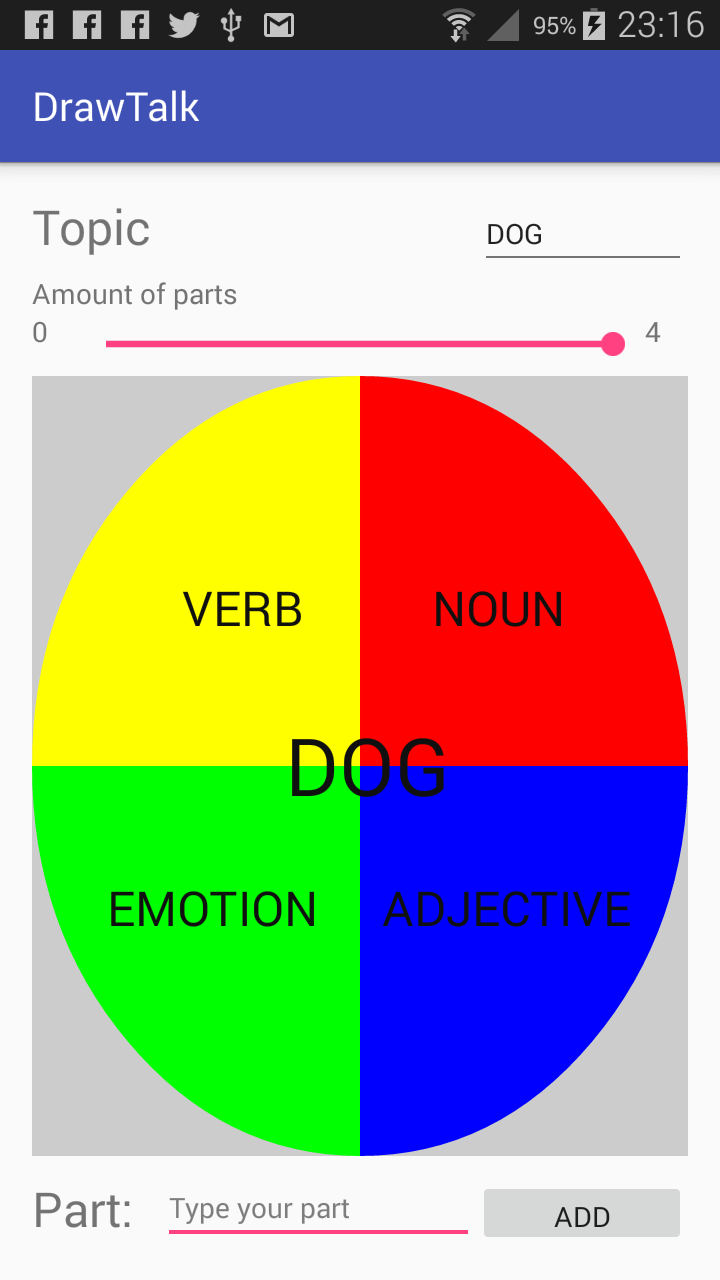 95% 23:16
DrawTalk
Topic DOG
Amount of parts
0 4
VERB NOUN
DOG
EMOTION ADJECTIVE
Part: Type your part ADD